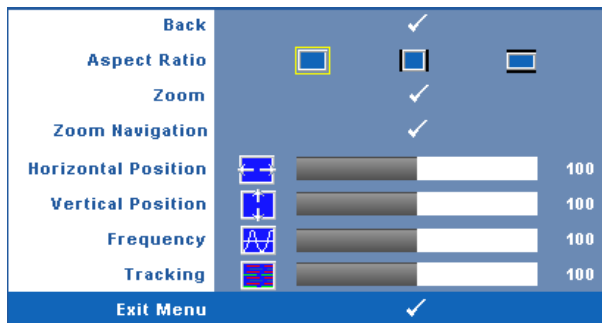 Back
Aspect Ratio
Zoom
Zoom Navigation
Horizontal Position 100
Vertical Position 100
Frequency 100
Tracking 100
Exit Menu